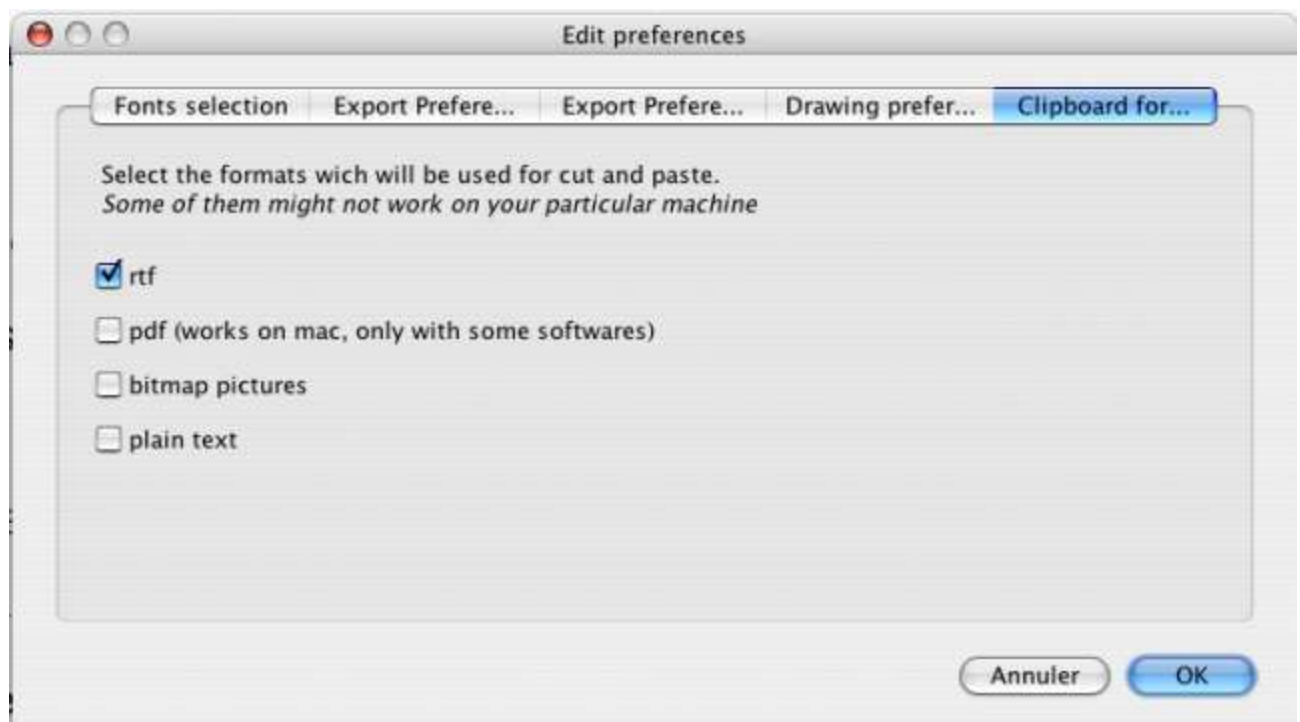 Edit preferences
Fonts selection Export Prefere... Export Prefere... Drawing prefer... Clipboard for...
Select the formats wich will be used for cut and paste.
Some of them might not work on your particular machine
rtf
pdf (works on mac, only with some softwares)
bitmap pictures
plain text
Annuler OK